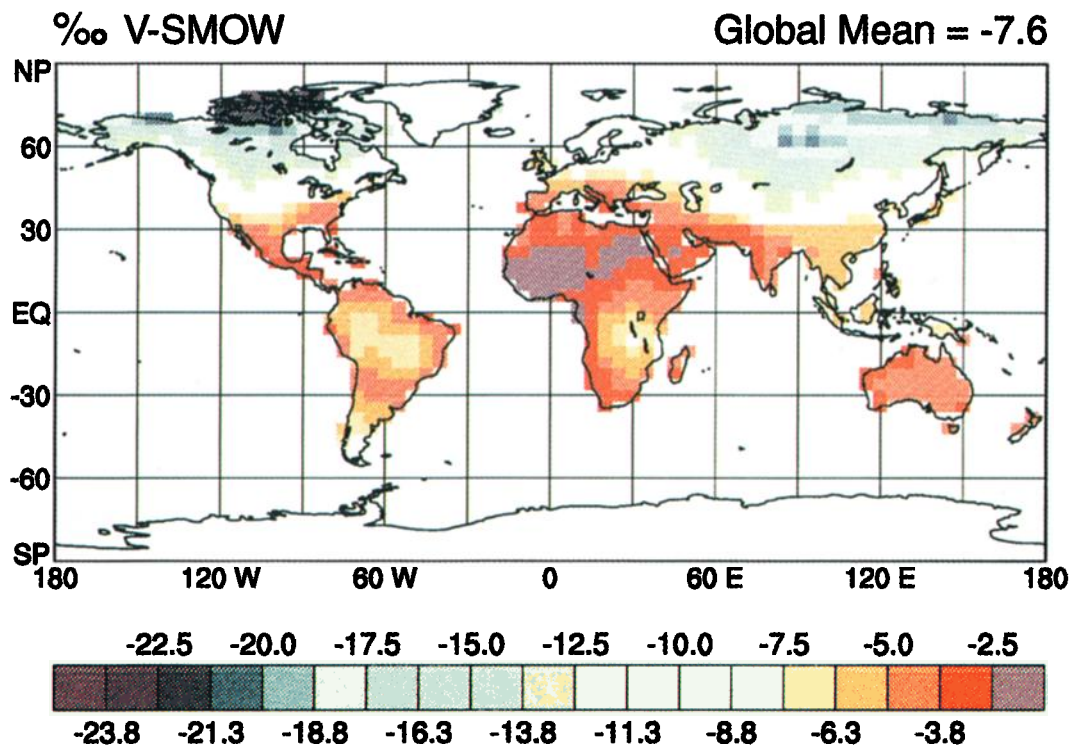 ‰ V-SMOW Global Mean = -7.6
NP
60
30
EQ
-30
-60
SP
180 120 W 60 W 0 60 E 120 E 180
-22.5 -20.0 -17.5 -15.0 -12.5 -10.0 -7.5 -5.0 -2.5
-23.8 -21.3 -18.8 -16.3 -13.8 -11.3 -8.8 -6.3 -3.8